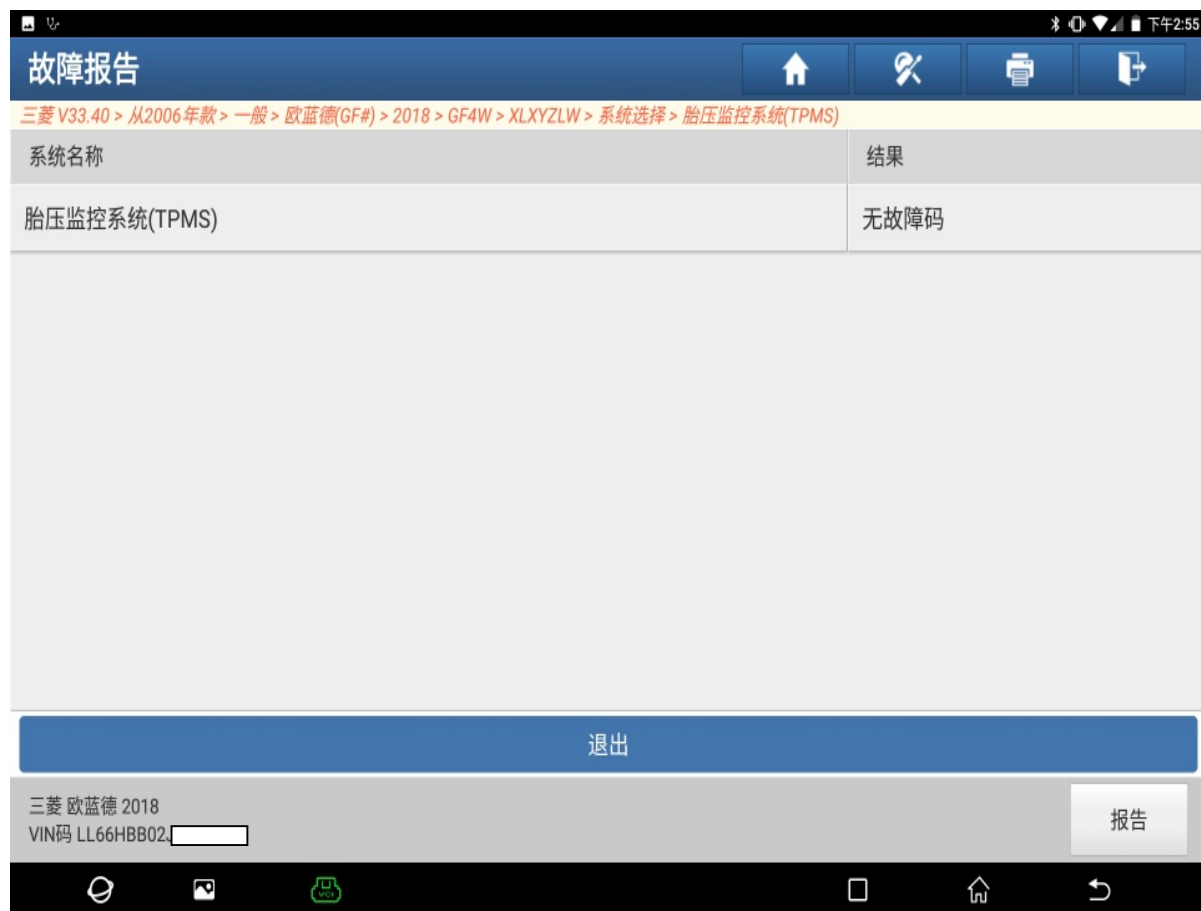 下午2:55
故障报告
三菱 V33.40 > 从2006年款 > 一般 > 欧蓝德(GF#) > 2018 > GF4W > XLXYZLW > 系统选择 > 胎压监控系统(TPMS)
系统名称 结果
胎压监控系统(TPMS) 无故障码
退出
三菱 欧蓝德 2018
VIN码 LL66HBB02J
报告
VCI